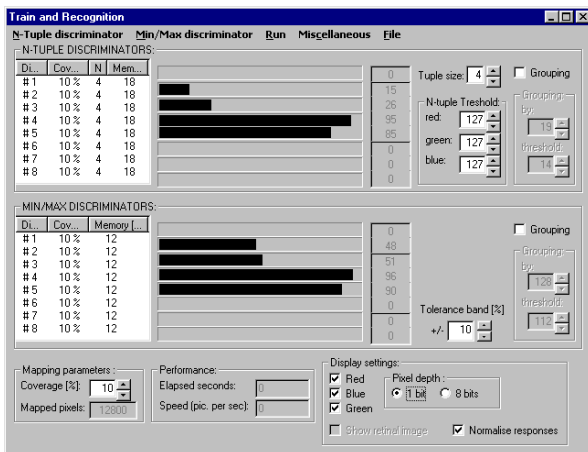 Train and Recognition
N-Tuple discriminator Min/Max discriminator Run Miscellaneous File
N-TUPLE DISCRIMINATORS:
Di... Cov... N Mem...
# 1 10 % 4 18 0
# 2 10 % 4 18 15
# 3 10 % 4 18 26
# 4 10 % 4 18 95
# 5 10 % 4 18 85
# 6 10 % 4 18 0
# 7 10 % 4 18 0
# 8 10 % 4 18 0
Tuple size: 4
N-tuple Treshold:
red: 127
green: 127
blue: 127
Grouping
Grouping:
by:
19
threshold:
14
MIN/MAX DISCRIMINATORS:
Di... Cov... Memory [...
# 1 10 % 12 0
# 2 10 % 12 48
# 3 10 % 12 51
# 4 10 % 12 96
# 5 10 % 12 90
# 6 10 % 12 0
# 7 10 % 12 0
# 8 10 % 12 0
Tolerance band [%]
+/- 10
Grouping
Grouping:
by:
128
threshold:
112
Mapping parameters :
Coverage [%]: 10
Mapped pixels: 12800
Performance:
Elapsed seconds: 0
Speed (pic. per sec): 0
Display settings:
Red
Blue
Green
Pixel depth :
1 bit 8 bits
Show retinal image Normalise responses